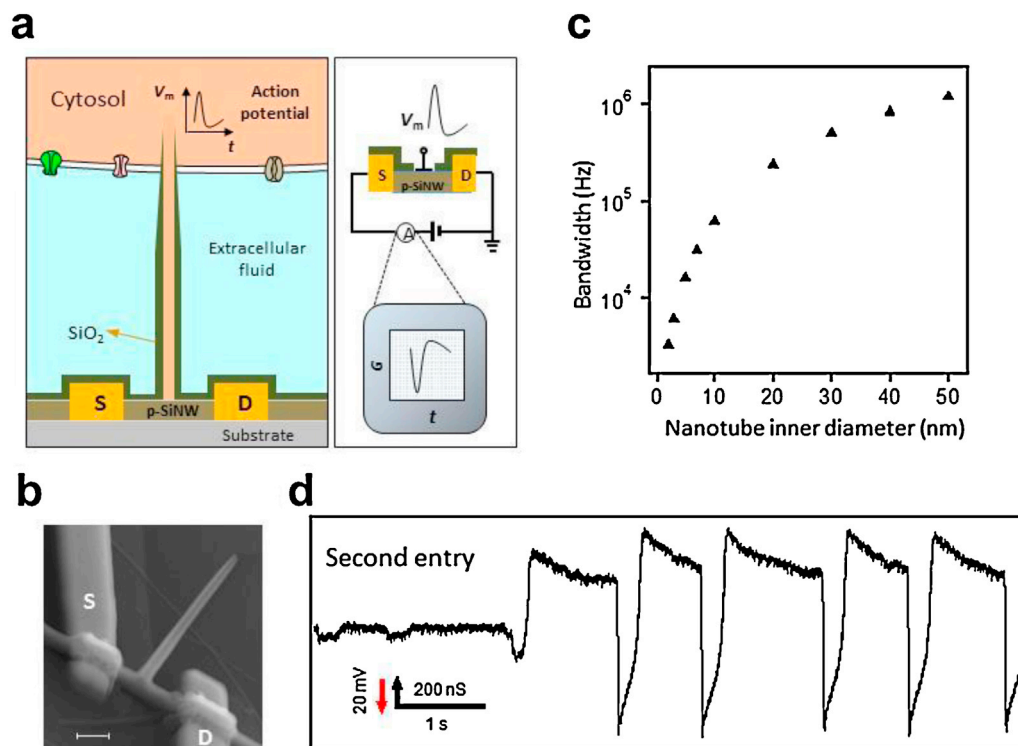 a
Cytosol
Vm
Action
potential
t
Extracellular
fluid
SiO2
S
D
p-SiNW
Substrate
Vm
S
D
p-SiNW
A
G
t
b
S
D
c
Bandwidth (Hz)
10^6
10^5
10^4
0 10 20 30 40 50
Nanotube inner diameter (nm)
d
Second entry
20 mV
200 nS
1 s